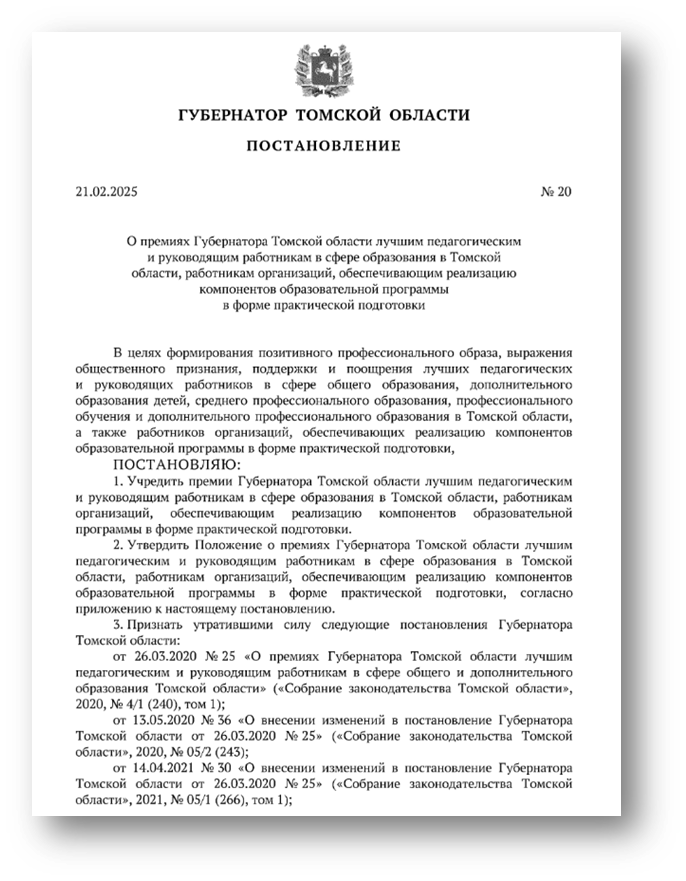 ГУБЕРНАТОР ТОМСКОЙ ОБЛАСТИ
ПОСТАНОВЛЕНИЕ
21.02.2025 № 20
О премиях Губернатора Томской области лучшим педагогическим
и руководящим работникам в сфере образования в Томской
области, работникам организаций, обеспечивающим реализацию
компонентов образовательной программы
в форме практической подготовки
В целях формирования позитивного профессионального образа, выражения
общественного признания, поддержки и поощрения лучших педагогических
и руководящих работников в сфере общего образования, дополнительного
образования детей, среднего профессионального образования, профессионального
обучения и дополнительного профессионального образования в Томской области,
а также работников организаций, обеспечивающих реализацию компонентов
образовательной программы в форме практической подготовки,
ПОСТАНОВЛЯЮ:
1. Учредить премии Губернатора Томской области лучшим педагогическим
и руководящим работникам в сфере образования в Томской области, работникам
организаций, обеспечивающим реализацию компонентов образовательной
программы в форме практической подготовки.
2. Утвердить Положение о премиях Губернатора Томской области лучшим
педагогическим и руководящим работникам в сфере образования в Томской
области, работникам организаций, обеспечивающим реализацию компонентов
образовательной программы в форме практической подготовки, согласно
приложению к настоящему постановлению.
3. Признать утратившими силу следующие постановления Губернатора
Томской области:
от 26.03.2020 № 25 «О премиях Губернатора Томской области лучшим
педагогическим и руководящим работникам в сфере общего и дополнительного
образования Томской области» («Собрание законодательства Томской области»,
2020, № 4/1 (240), том 1);
от 13.05.2020 № 36 «О внесении изменений в постановление Губернатора
Томской области от 26.03.2020 № 25» («Собрание законодательства Томской
области», 2020, № 05/2 (243);
от 14.04.2021 № 30 «О внесении изменений в постановление Губернатора
Томской области от 26.03.2020 № 25» («Собрание законодательства Томской
области», 2021, № 05/1 (266), том 1);